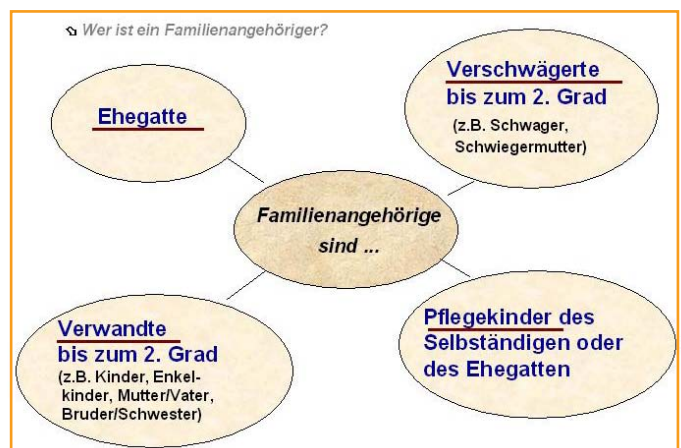 Wer ist ein Familienangehöriger?
Ehegatte
Verschwägerte
bis zum 2. Grad
(z.B. Schwager,
Schwiegermutter)
Familienangehörige
sind ...
Verwandte
bis zum 2. Grad
(z.B. Kinder, Enkel-
kinder, Mutter/Vater,
Bruder/Schwester)
Pflegekinder des
Selbständigen oder
des Ehegatten